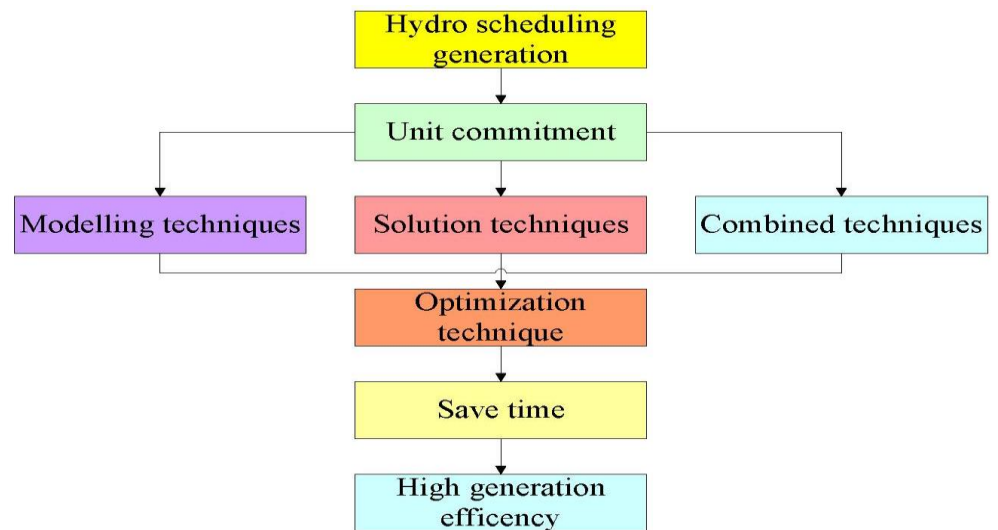 Hydro scheduling
generation
Unit commitment
Modelling techniques
Solution techniques
Combined techniques
Optimization
technique
Save time
High generation
efficency